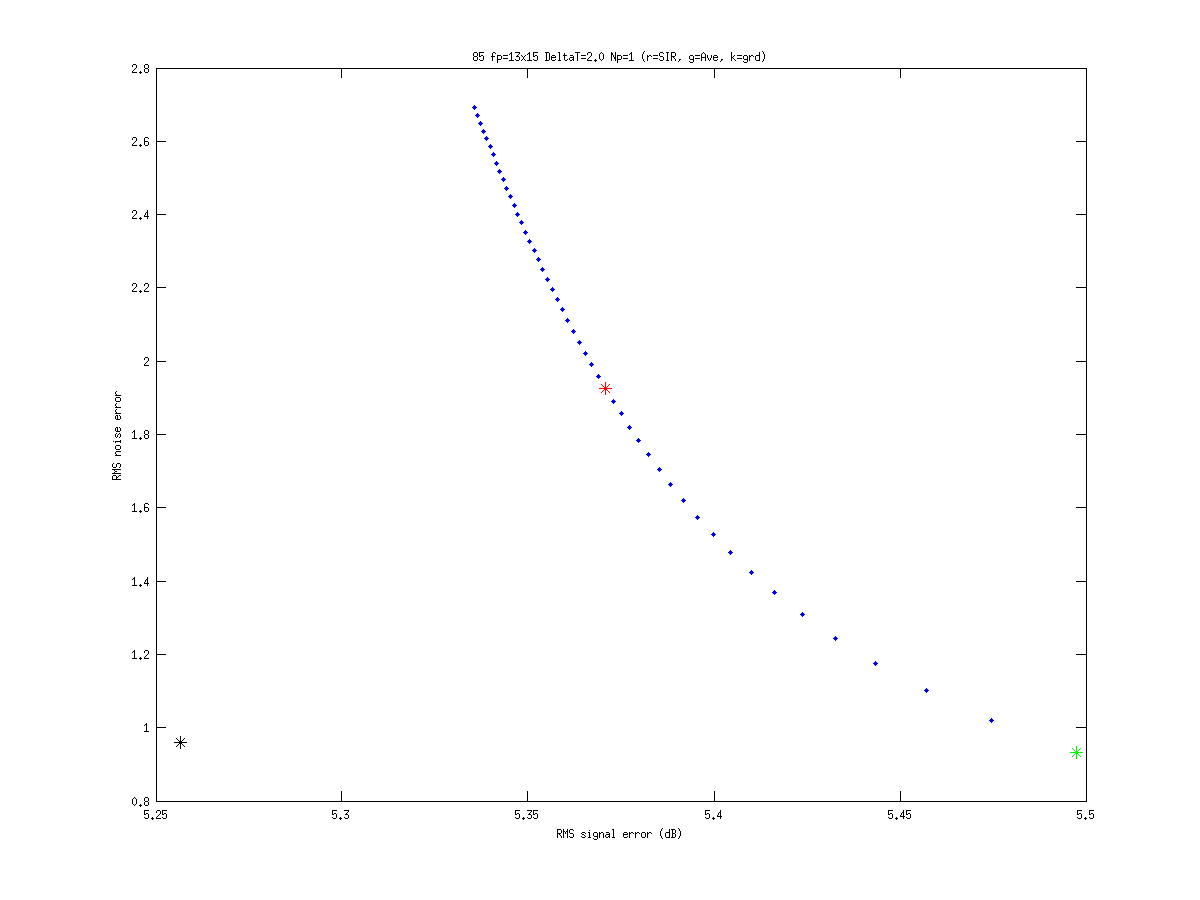 85 fp=13x15 DeltaT=2.0 Np=1 (r=SIR, g=Ave, k=grd)
2.8
2.6
2.4
2.2
2
1.8
1.6
1.4
1.2
1
0.8
RMS noise error
5.25 5.3 5.35 5.4 5.45 5.5
RMS signal error (dB)